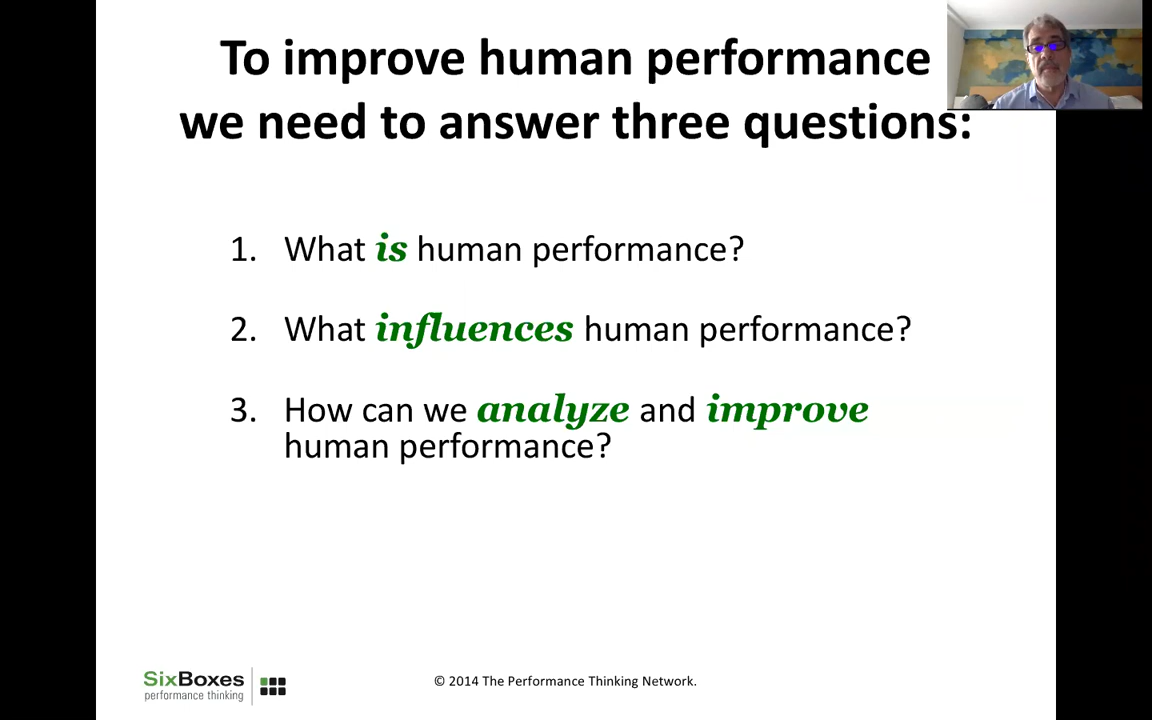 To improve human performance
we need to answer three questions:
1. What is human performance?
2. What influences human performance?
3. How can we analyze and improve
human performance?
SixBoxes
performance thinking
© 2014 The Performance Thinking Network.